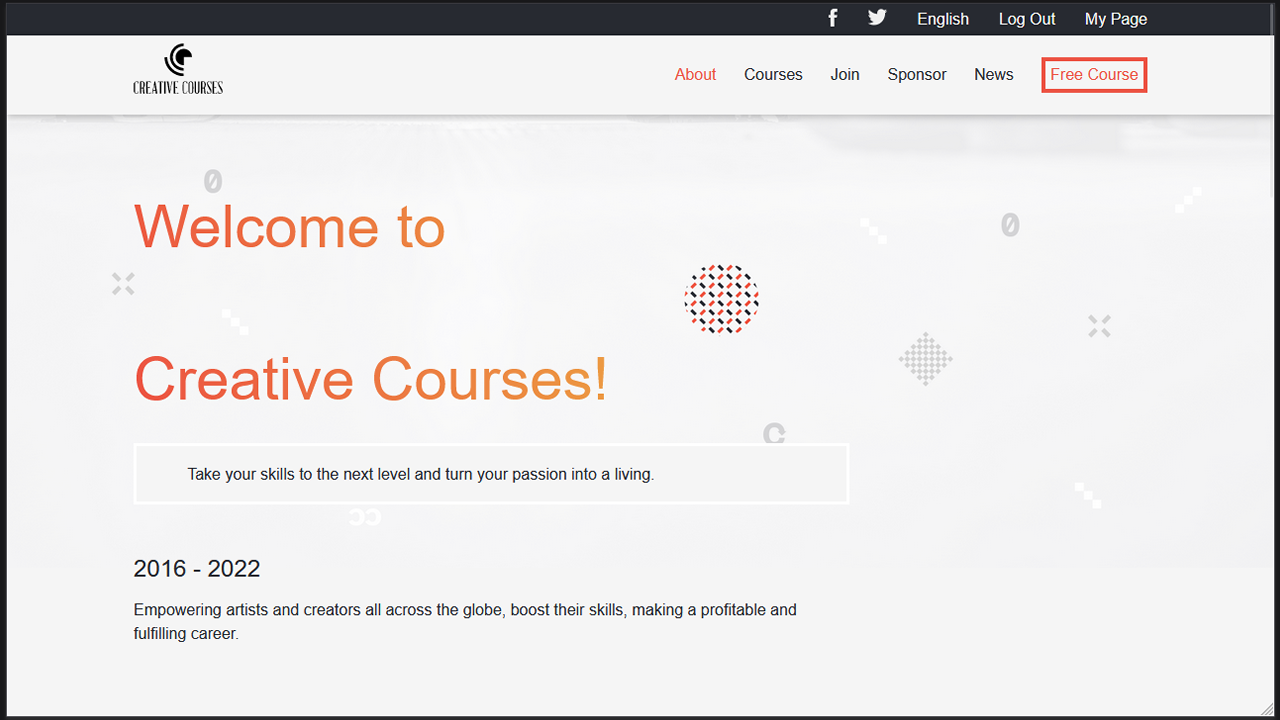 English Log Out My Page
CREATIVE COURSES
About Courses Join Sponsor News Free Course
Welcome to
Creative Courses!
Take your skills to the next level and turn your passion into a living.
2016 - 2022
Empowering artists and creators all across the globe, boost their skills, making a profitable and
fulfilling career.